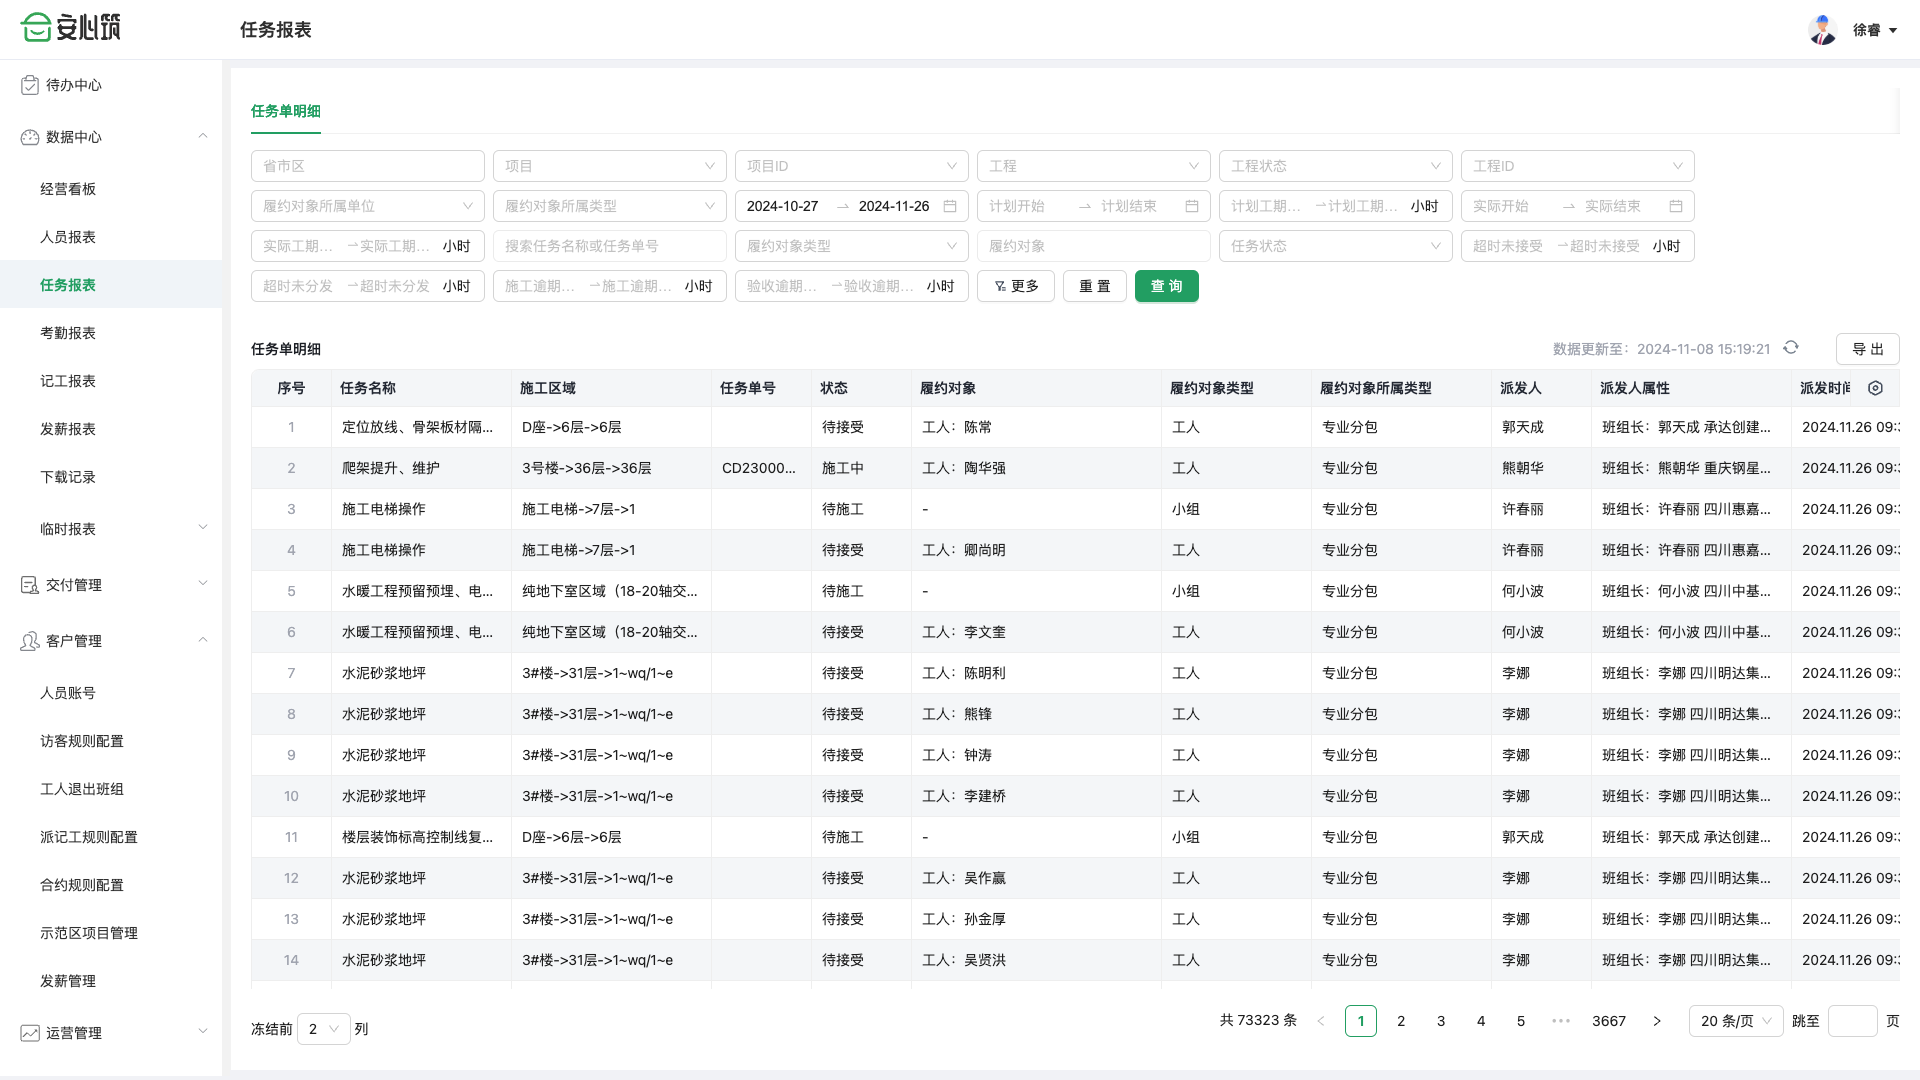 安心筑
任务报表
徐睿
待办中心
数据中心
经营看板
人员报表
任务报表
考勤报表
记工报表
发薪报表
下载记录
临时报表
交付管理
客户管理
人员账号
访客规则配置
工人退出班组
派记工规则配置
合约规则配置
示范区项目管理
发薪管理
运营管理
任务单明细
省市区 项目 项目ID 工程 工程状态 工程ID
履约对象所属单位 履约对象所属类型 2024-10-27 → 2024-11-26 计划开始 → 计划结束 计划工期... → 计划工期... 小时 实际开始 → 实际结束
实际工期... → 实际工期... 小时 搜索任务名称或任务单号 履约对象类型 履约对象 任务状态 超时未接受 → 超时未接受 小时
超时未分发 → 超时未分发 小时 施工逾期... → 施工逾期... 小时 验收逾期... → 验收逾期... 小时 更多 重 置 查 询
任务单明细 数据更新至：2024-11-08 15:19:21 导 出
序号 任务名称 施工区域 任务单号 状态 履约对象 履约对象类型 履约对象所属类型 派发人 派发人属性 派发时间
1 定位放线、骨架板材隔... D座->6层->6层 待接受 工人：陈常 工人 专业分包 郭天成 班组长：郭天成 承达创建... 2024.11.26 09:
2 爬架提升、维护 3号楼->36层->36层 CD23000... 施工中 工人：陶华强 工人 专业分包 熊朝华 班组长：熊朝华 重庆钢星... 2024.11.26 09:
3 施工电梯操作 施工电梯->7层->1 待施工 - 小组 专业分包 许春丽 班组长：许春丽 四川惠嘉... 2024.11.26 09:
4 施工电梯操作 施工电梯->7层->1 待接受 工人：卿尚明 工人 专业分包 许春丽 班组长：许春丽 四川惠嘉... 2024.11.26 09:
5 水暖工程预留预埋、电... 纯地下室区域（18-20轴交... 待施工 - 小组 专业分包 何小波 班组长：何小波 四川中基... 2024.11.26 09:
6 水暖工程预留预埋、电... 纯地下室区域（18-20轴交... 待接受 工人：李文奎 工人 专业分包 何小波 班组长：何小波 四川中基... 2024.11.26 09:
7 水泥砂浆地坪 3#楼->31层->1~wq/1~e 待接受 工人：陈明利 工人 专业分包 李娜 班组长：李娜 四川明达集... 2024.11.26 09:
8 水泥砂浆地坪 3#楼->31层->1~wq/1~e 待接受 工人：熊锋 工人 专业分包 李娜 班组长：李娜 四川明达集... 2024.11.26 09:
9 水泥砂浆地坪 3#楼->31层->1~wq/1~e 待接受 工人：钟涛 工人 专业分包 李娜 班组长：李娜 四川明达集... 2024.11.26 09:
10 水泥砂浆地坪 3#楼->31层->1~wq/1~e 待接受 工人：李建桥 工人 专业分包 李娜 班组长：李娜 四川明达集... 2024.11.26 09:
11 楼层装饰标高控制线复... D座->6层->6层 待施工 - 小组 专业分包 郭天成 班组长：郭天成 承达创建... 2024.11.26 09:
12 水泥砂浆地坪 3#楼->31层->1~wq/1~e 待接受 工人：吴作赢 工人 专业分包 李娜 班组长：李娜 四川明达集... 2024.11.26 09:
13 水泥砂浆地坪 3#楼->31层->1~wq/1~e 待接受 工人：孙金厚 工人 专业分包 李娜 班组长：李娜 四川明达集... 2024.11.26 09:
14 水泥砂浆地坪 3#楼->31层->1~wq/1~e 待接受 工人：吴贤洪 工人 专业分包 李娜 班组长：李娜 四川明达集... 2024.11.26 09:
冻结前 2 列 共 73323 条 < 1 2 3 4 5 ••• 3667 > 20 条/页 跳至 页